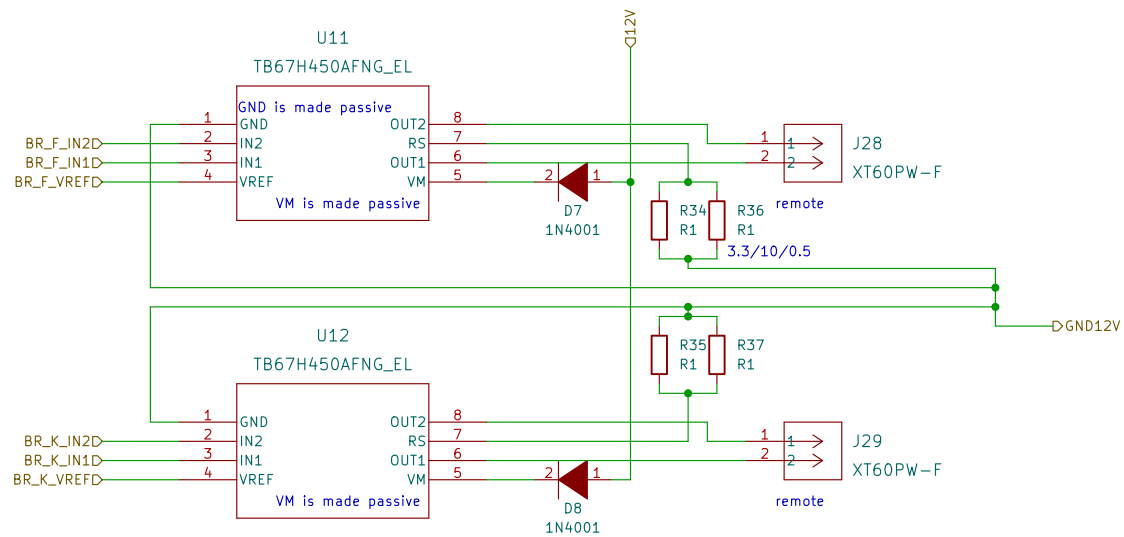 12V
U11
TB67H450AFNG_EL
GND is made passive
1 GND OUT2 8
BR_F_IN2 2 IN2 RS 7 1 1 J28
BR_F_IN1 3 IN1 OUT1 6 2 2
BR_F_VREF 4 VREF VM 5 2 1 XT60PW-F
VM is made passive D7 R34 R36 remote
1N4001 R1 R1
3.3/10/0.5
GND12V
U12
R35 R37
TB67H450AFNG_EL R1 R1
1 GND OUT2 8
BR_K_IN2 2 IN2 RS 7 1 1 J29
BR_K_IN1 3 IN1 OUT1 6 2 2
BR_K_VREF 4 VREF VM 5 2 1 XT60PW-F
VM is made passive D8 remote
1N4001